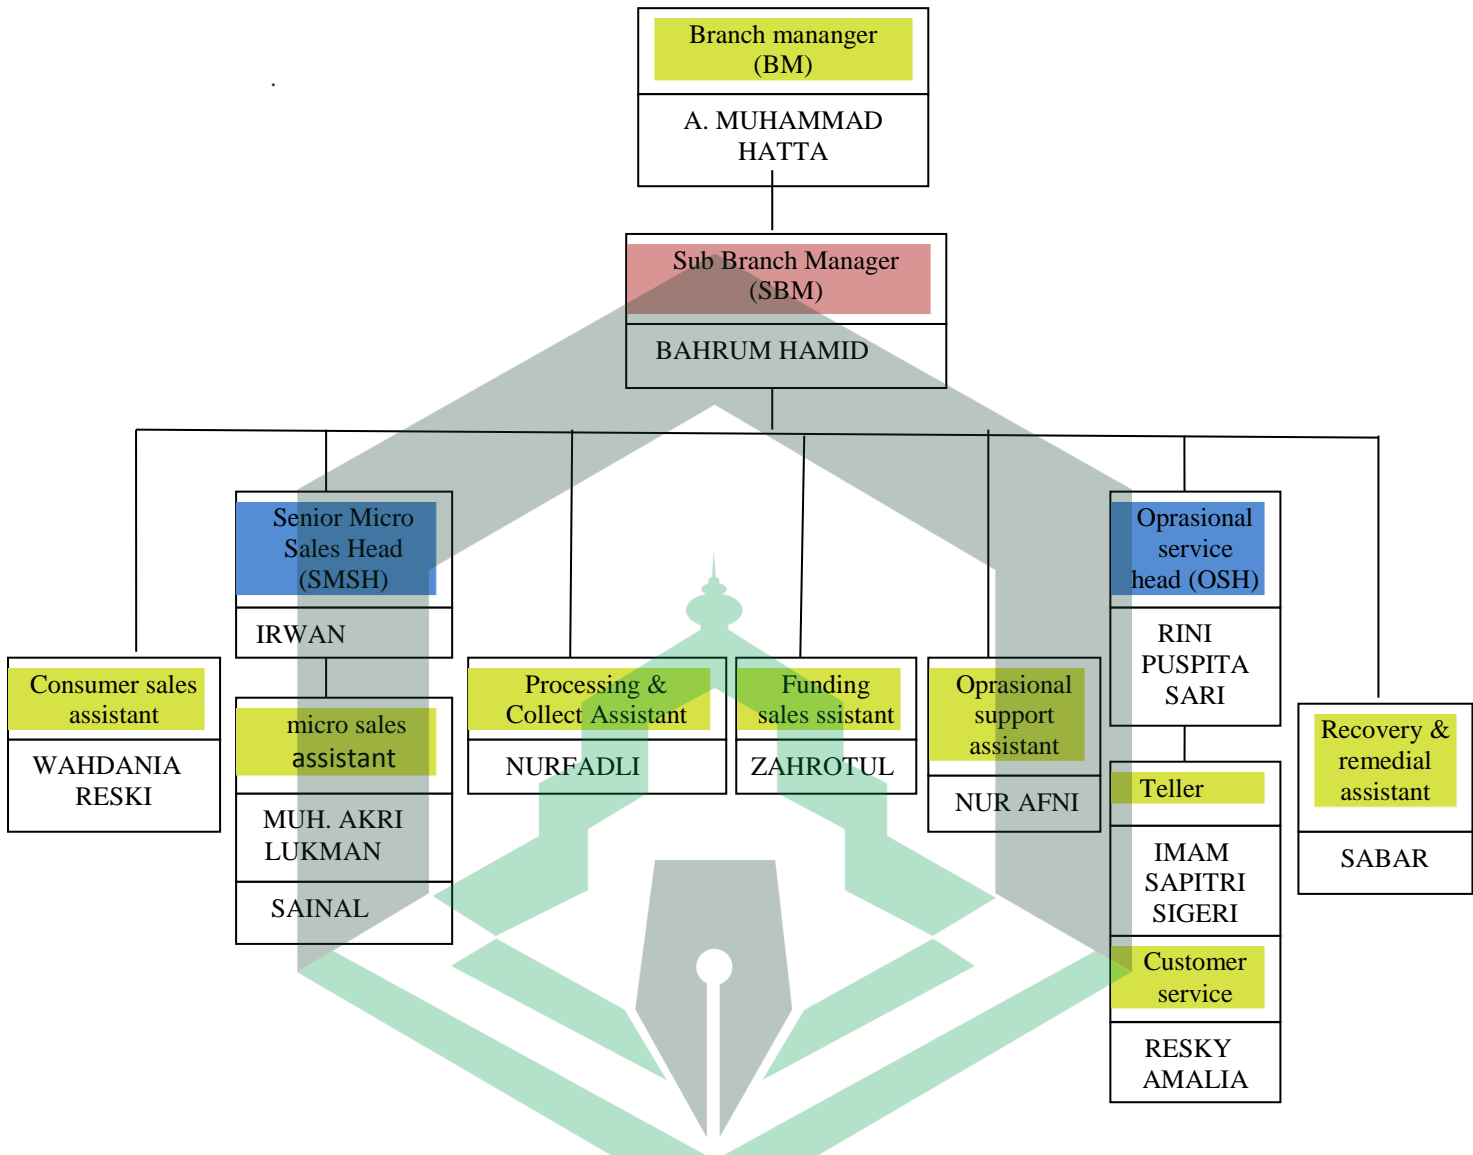 Branch mananger
(BM)
A. MUHAMMAD
HATTA
Sub Branch Manager
(SBM)
BAHRUM HAMID
Senior Micro
Sales Head
(SMSH)
IRWAN
Oprasional
service
head (OSH)
RINI
PUSPITA
SARI
Consumer sales
assistant
WAHDANIA
RESKI
micro sales
assistant
MUH. AKRI
LUKMAN
SAINAL
Processing &
Collect Assistant
NURFADLI
Funding
sales ssistant
ZAHROTUL
Oprasional
support
assistant
NUR AFNI
Teller
IMAM
SAPITRI
SIGERI
Customer
service
RESKY
AMALIA
Recovery &
remedial
assistant
SABAR